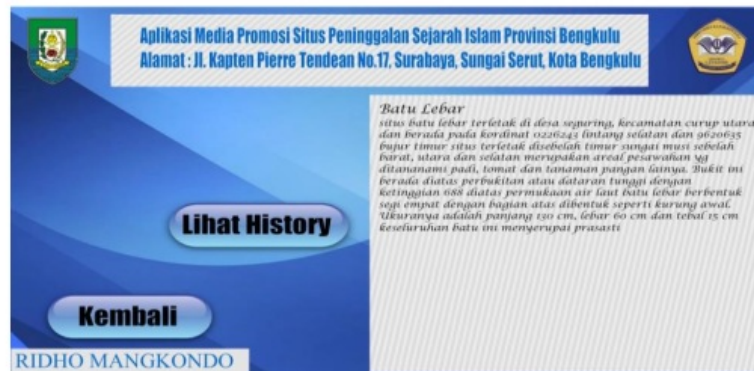 Aplikasi Media Promosi Situs Peninggalan Sejarah Islam Provinsi Bengkulu
Alamat : Jl. Kapten Pierre Tendean No.17, Surabaya, Sungai Serut, Kota Bengkulu
Batu Lebar
situs batu lebar terletak di desa seguring, kecamatan curup utara
dan berada pada kordinat 0226243 lintang selatan dan 9620635
bujur timur situs terletak disebelah timur sungai musi sebelah
barat, utara dan selatan merupakan areal pesawahan yg
ditananami padi, tomat dan tanaman pangan lainya. Bukit ini
berada diatas perbukitan atau dataran tunggi dengan
ketinggian 688 diatas permukaan air laut batu lebar berbentuk
segi empat dengan bagian atas dibentuk seperti kurung awal.
Ukuranya adalah panjang 130 cm, lebar 60 cm dan tebal 15 cm
keseluruhan batu ini menyerupai prasasti
Lihat History
Kembali
RIDHO MANGKONDO